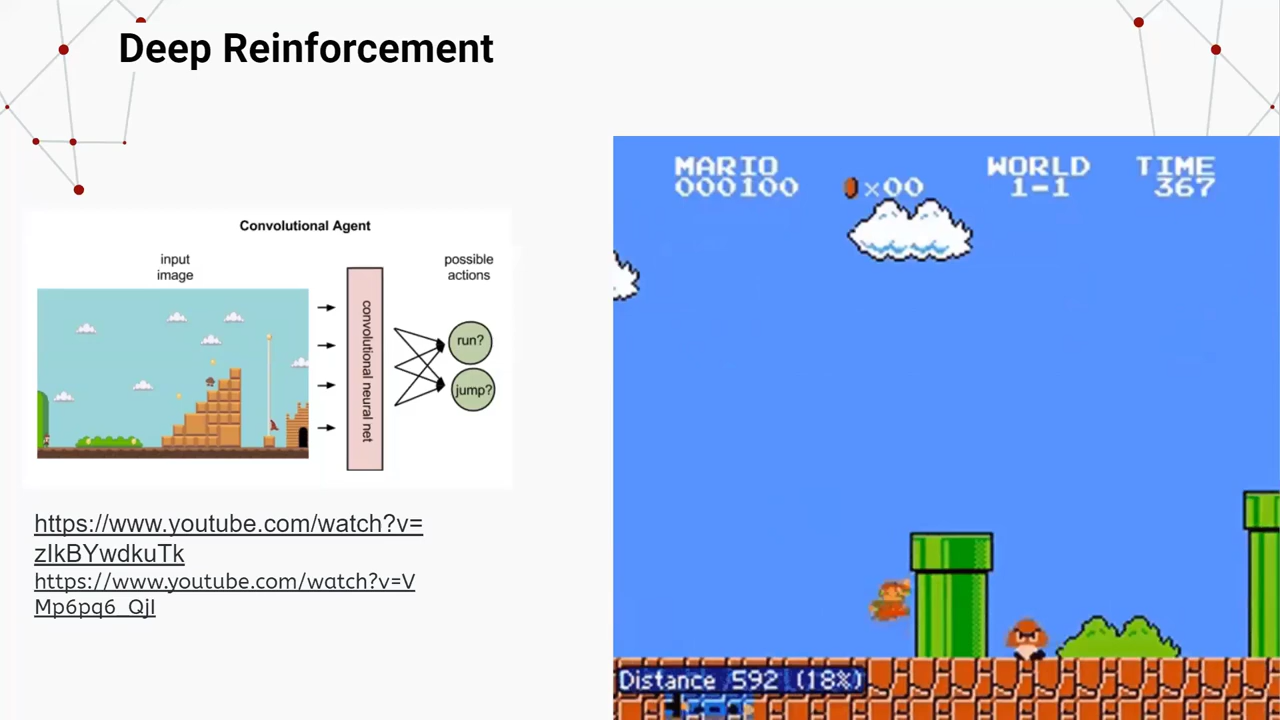 Deep Reinforcement
Convolutional Agent
input
image
possible
actions
convolutional neural net
run?
jump?
https://www.youtube.com/watch?v=
zIkBYwdkuTk
https://www.youtube.com/watch?v=V
Mp6pq6_QjI
MARIO
000100
×00
WORLD
1-1
TIME
367
Distance 592 (18%)